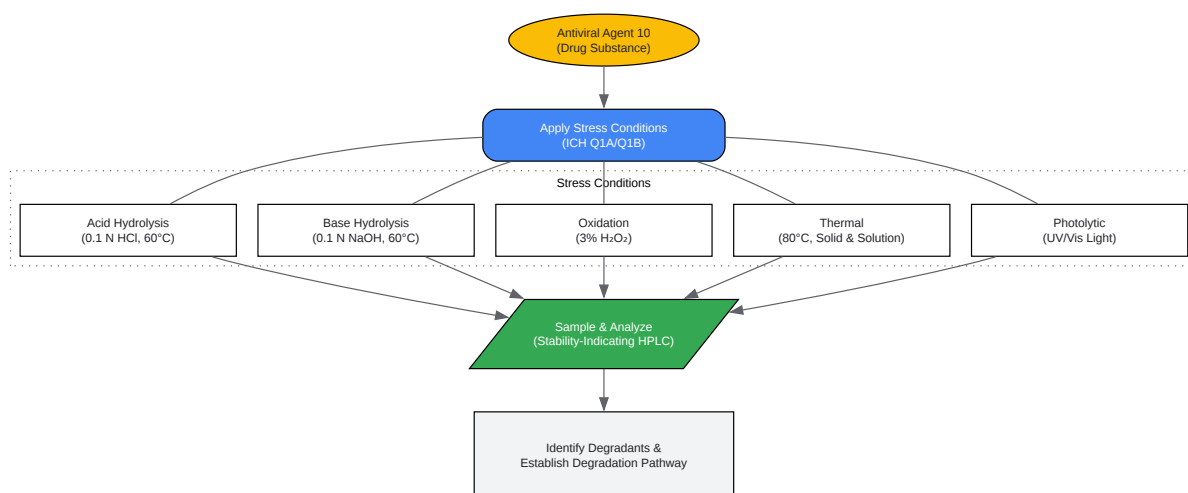 Antiviral Agent 10
(Drug Substance)
Apply Stress Conditions
(ICH Q1A/Q1B)
Stress Conditions
Acid Hydrolysis
(0.1 N HCl, 60°C)
Base Hydrolysis
(0.1 N NaOH, 60°C)
Oxidation
(3% H₂O₂)
Thermal
(80°C, Solid & Solution)
Photolytic
(UV/Vis Light)
Sample & Analyze
(Stability-Indicating HPLC)
Identify Degradants &
Establish Degradation Pathway